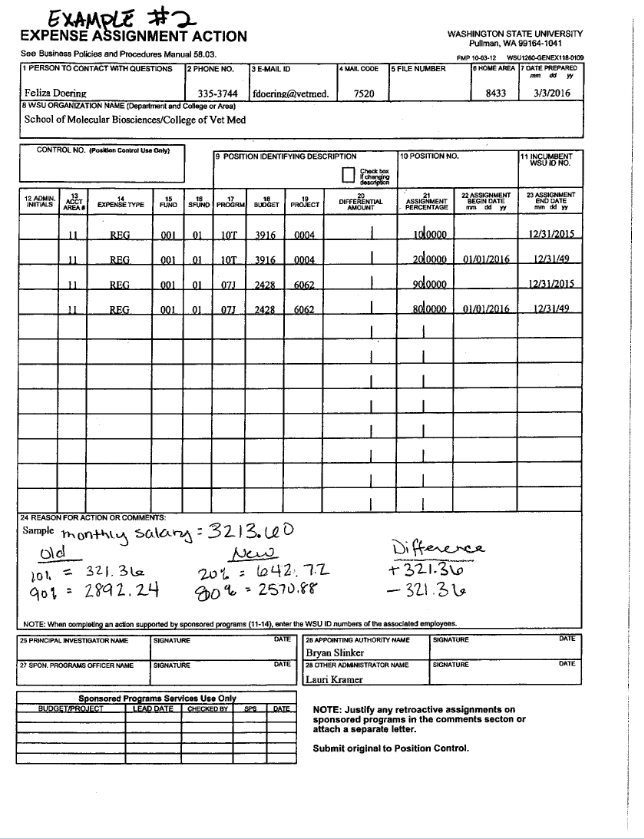 EXAMPLE #2
EXPENSE ASSIGNMENT ACTION
WASHINGTON STATE UNIVERSITY
Pullman, WA 99164-1041
See Business Policies and Procedures Manual 58.03.
FMP 10-03-12 WSU1260-GENEX118-0109
1 PERSON TO CONTACT WITH QUESTIONS 2 PHONE NO. 3 E-MAIL ID 4 MAIL CODE 5 FILE NUMBER 6 HOME AREA 7 DATE PREPARED
mm dd yy
Feliza Doering 335-3744 fdoering@vetmed. 7520 8433 3/3/2016
8 WSU ORGANIZATION NAME (Department and College or Area)
School of Molecular Biosciences/College of Vet Med
CONTROL NO. (Position Control Use Only)
9 POSITION IDENTIFYING DESCRIPTION
Check box
if changing
description
10 POSITION NO.
11 INCUMBENT
WSU ID NO.
12 ADMIN. INITIALS 13 ACCT AREA # 14 EXPENSE TYPE 15 FUND 16 SFUND 17 PROGRM 18 BUDGET 19 PROJECT 20 DIFFERENTIAL AMOUNT 21 ASSIGNMENT PERCENTAGE 22 ASSIGNMENT BEGIN DATE mm dd yy 23 ASSIGNMENT END DATE mm dd yy
11 REG 001 01 10T 3916 0004 10 0000 12/31/2015
11 REG 001 01 10T 3916 0004 20 0000 01/01/2016 12/31/49
11 REG 001 01 07J 2428 6062 90 0000 12/31/2015
11 REG 001 01 07J 2428 6062 80 0000 01/01/2016 12/31/49
24 REASON FOR ACTION OR COMMENTS:
Sample monthly salary = 3213.60
Old New Difference
10% = 321.36 20% = 642.72 +321.36
90% = 2892.24 80% = 2570.88 -321.36
NOTE: When completing an action supported by sponsored programs (11-14), enter the WSU ID numbers of the associated employees.
25 PRINCIPAL INVESTIGATOR NAME SIGNATURE DATE 26 APPOINTING AUTHORITY NAME SIGNATURE DATE
Bryan Slinker
27 SPON. PROGRAMS OFFICER NAME SIGNATURE DATE 28 OTHER ADMINISTRATOR NAME SIGNATURE DATE
Lauri Kramer
Sponsored Programs Services Use Only
BUDGET/PROJECT LEAD DATE CHECKED BY SPS DATE
NOTE: Justify any retroactive assignments on
sponsored programs in the comments secton or
attach a separate letter.
Submit original to Position Control.